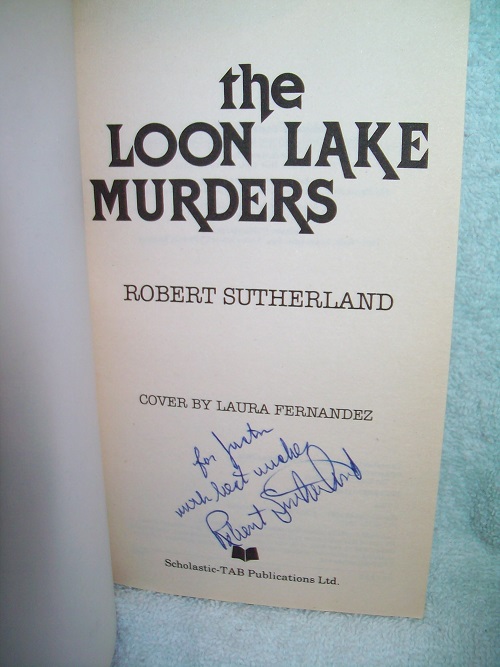 the
LOON LAKE
MURDERS
ROBERT SUTHERLAND
COVER BY LAURA FERNANDEZ
for Justin
with best wishes
Robert Sutherland
Scholastic-TAB Publications Ltd.